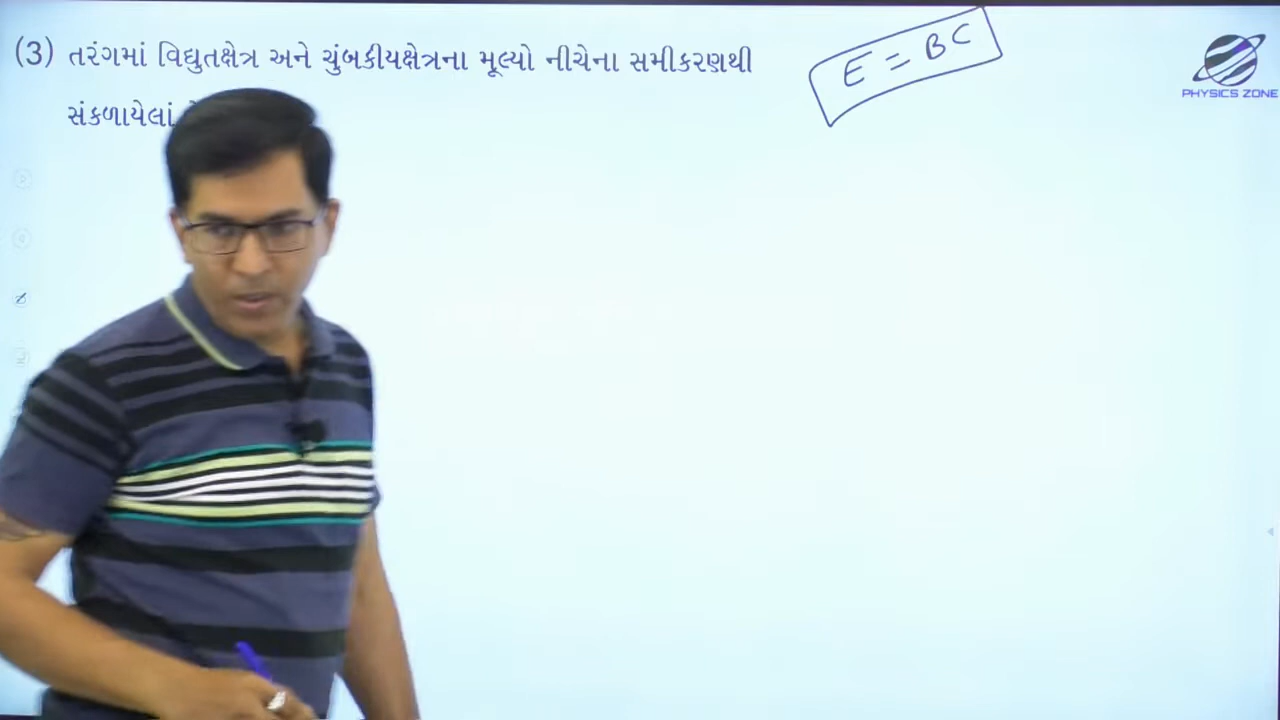 (3) તરંગમાં વિદ્યુતક્ષેત્ર અને ચુંબકીયક્ષેત્રના મૂલ્યો નીચેના સમીકરણથી
સંકળાયેલાં
E = BC
PHYSICS ZONE